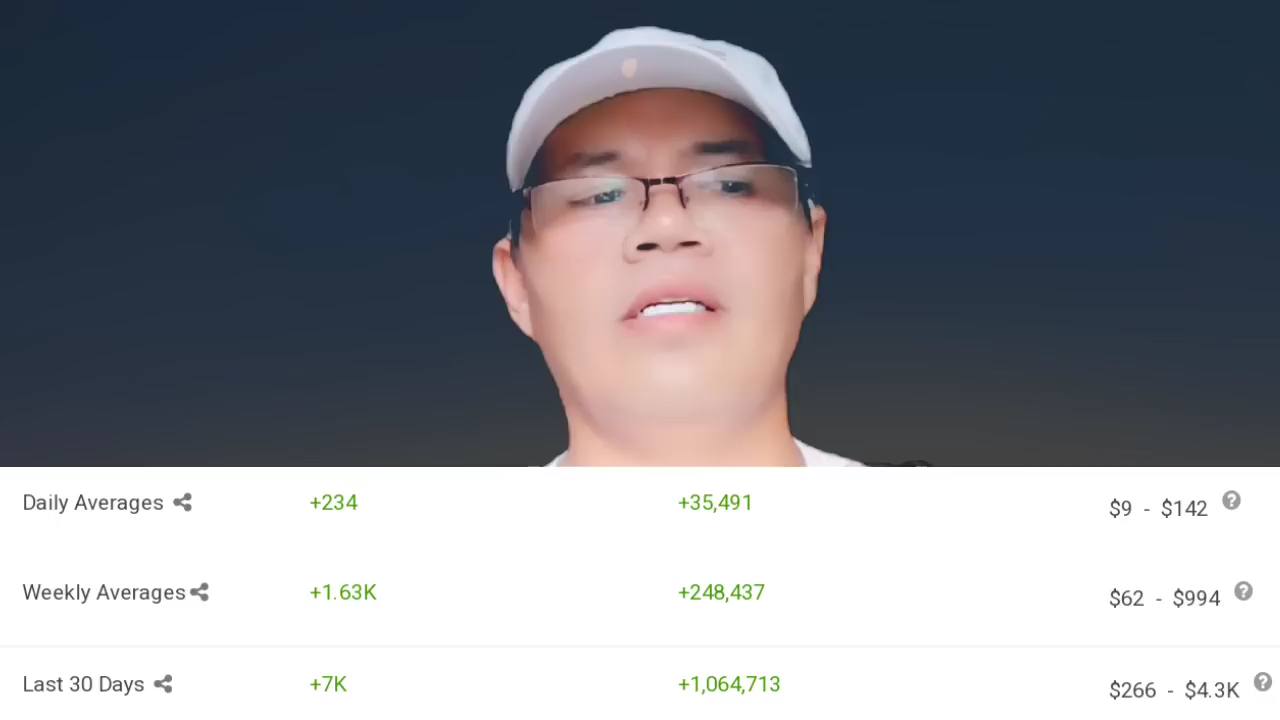 Daily Averages +234 +35,491 $9 - $142 ?
Weekly Averages +1.63K +248,437 $62 - $994 ?
Last 30 Days +7K +1,064,713 $266 - $4.3K ?